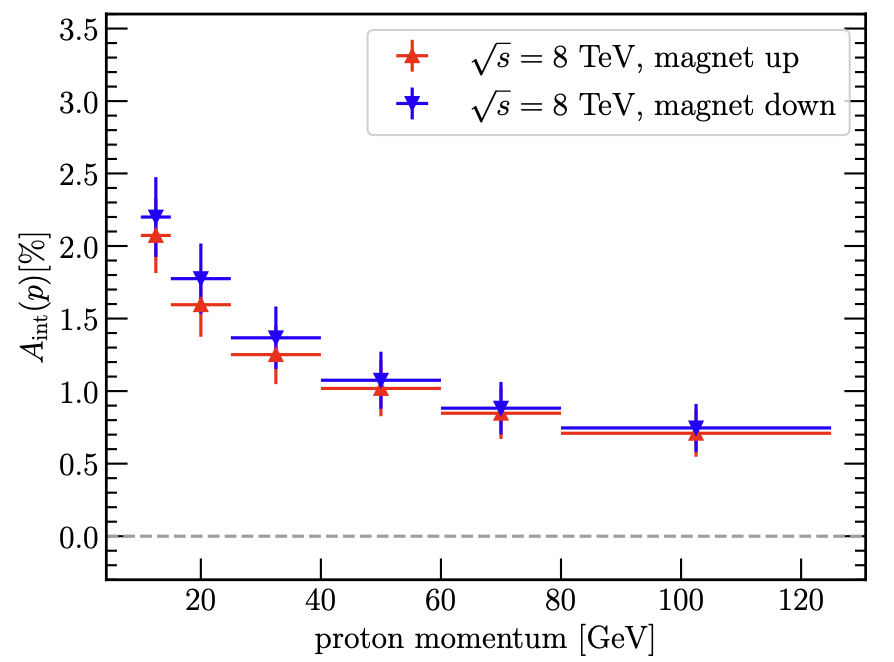 3.5
3.0
2.5
2.0
1.5
1.0
0.5
0.0
A_int(p)[%]
√s = 8 TeV, magnet up
√s = 8 TeV, magnet down
20 40 60 80 100 120
proton momentum [GeV]